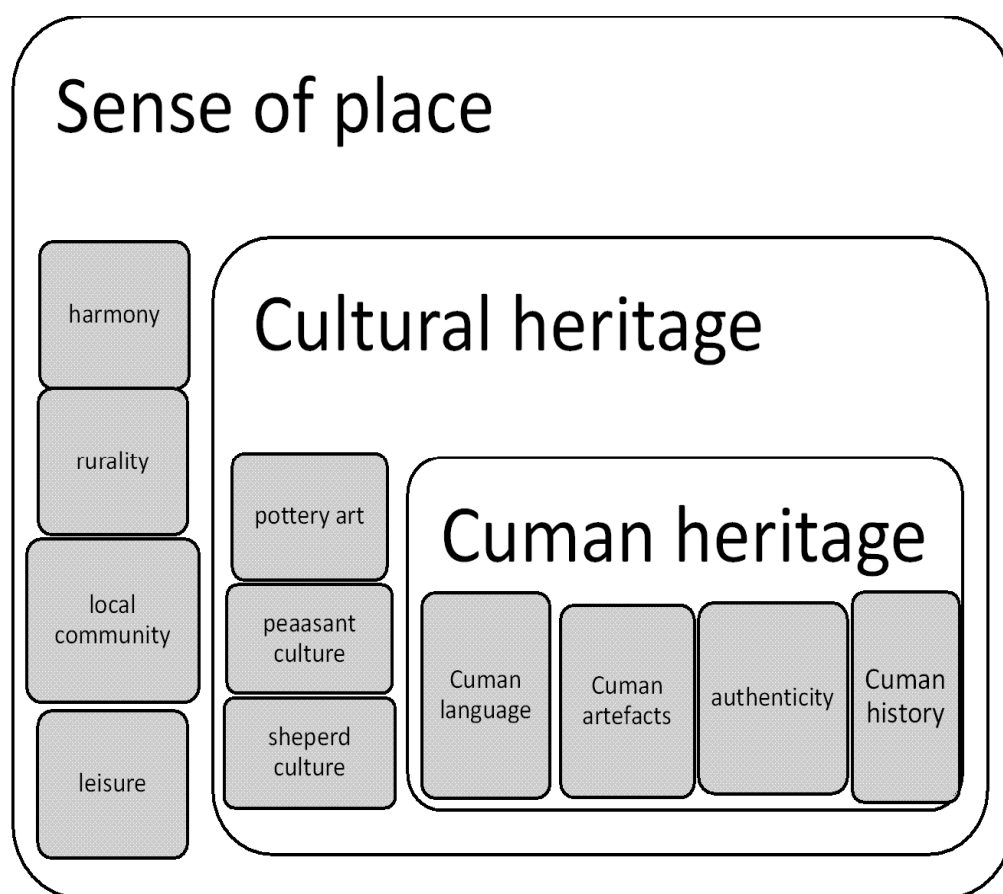 Sense of place
harmony
rurality
local
community
leisure
Cultural heritage
pottery art
peaasant
culture
sheperd
culture
Cuman heritage
Cuman
language
Cuman
artefacts
authenticity
Cuman
history